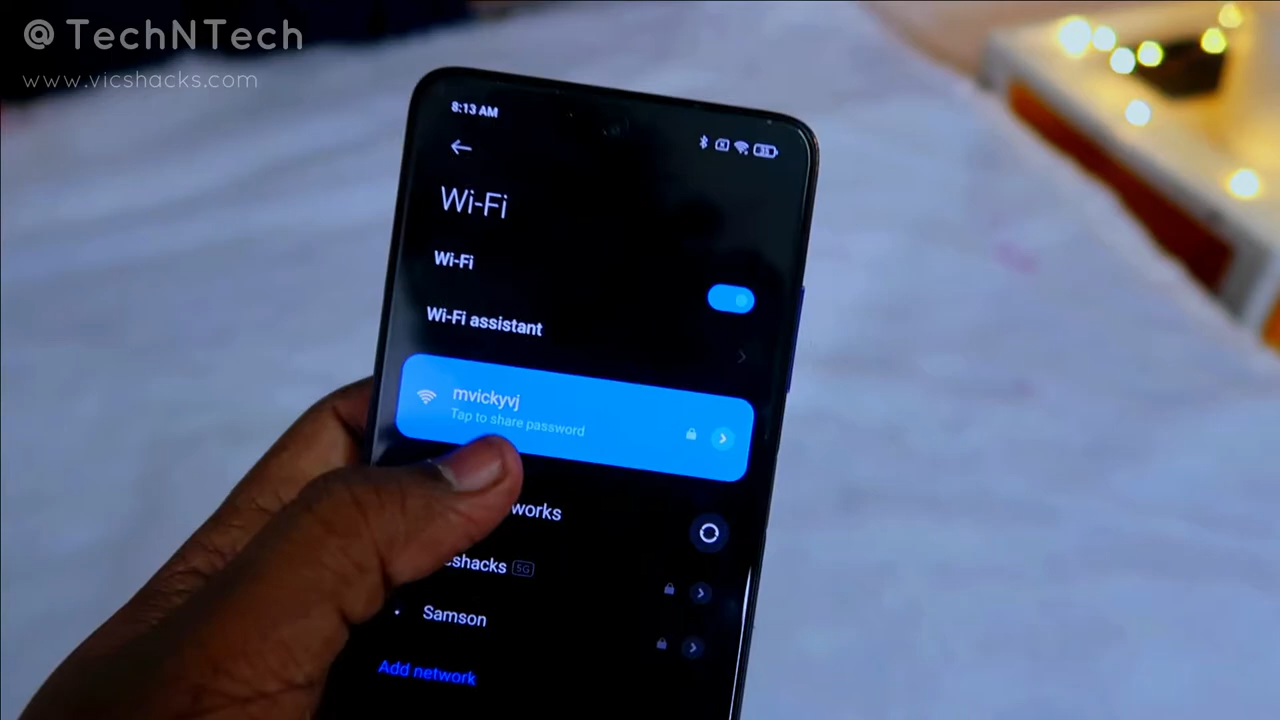 @TechNTech
www.vicshacks.com
8:13 AM
Wi-Fi
Wi-Fi
Wi-Fi assistant
mvickyvj
Tap to share password
works
cshacks 5G
Samson
Add network